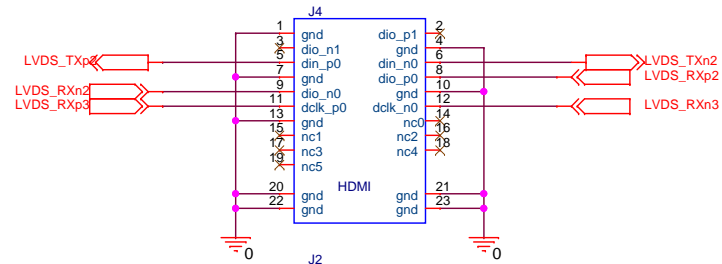 J4
1 gnd dio_p1 2
3 dio_n1 gnd 4
LVDS_TXp2 5 din_p0 din_n0 6 LVDS_TXn2
7 gnd dio_p0 8 LVDS_RXp2
LVDS_RXn2 9 dio_n0 gnd 10
LVDS_RXp3 11 dclk_p0 dclk_n0 12 LVDS_RXn3
13 gnd nc0 14
15 nc1 nc2 16
17 nc3 nc4 18
19 nc5
HDMI
20 gnd gnd 21
22 gnd gnd 23
0 0
J2